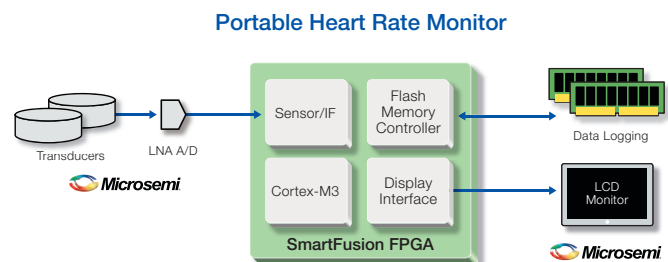 Portable Heart Rate Monitor
Transducers
Microsemi
LNA A/D
Sensor/IF
Flash
Memory
Controller
Cortex-M3
Display
Interface
SmartFusion FPGA
Data Logging
LCD
Monitor
Microsemi